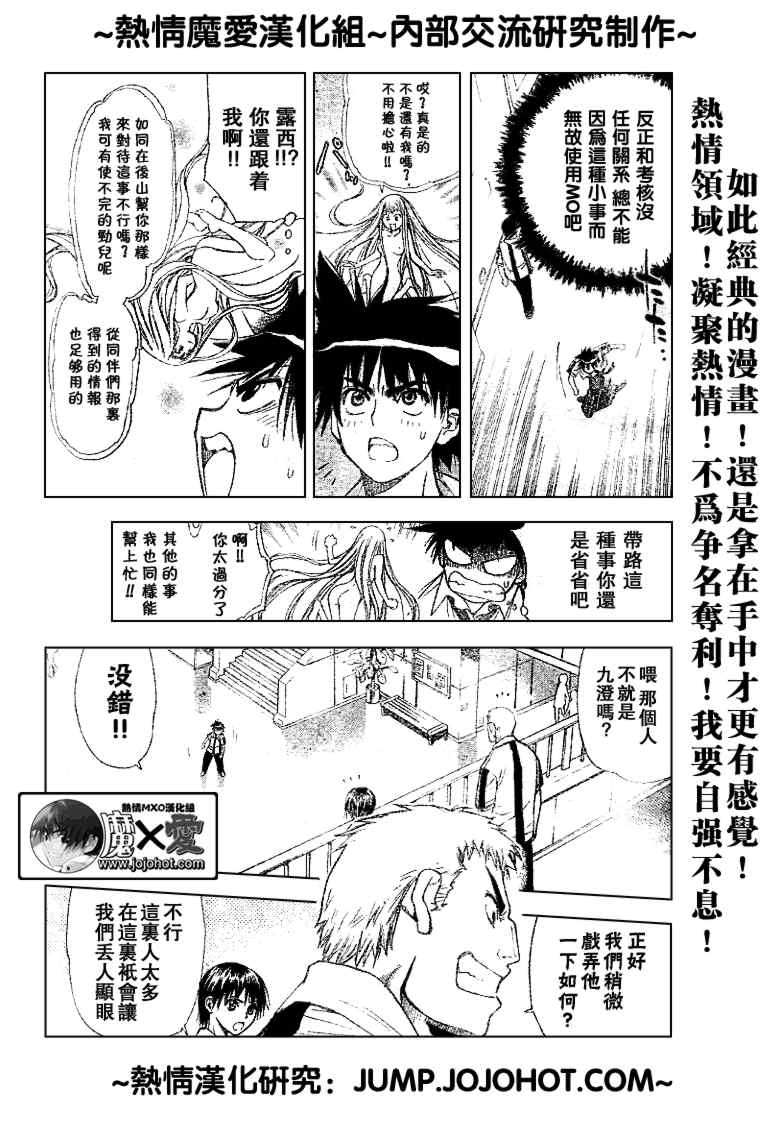 ~熱情魔愛漢化組~內部交流研究制作~
如此經典的漫畫！還是拿在手中才更有感覺！
熱情領域！凝聚熱情！不爲争名奪利！我要自强不息！
反正和考核沒
任何關系 總不能
因爲這種小事而
無故使用MO吧
哎？真是的
不是還有我嗎？
不用擔心啦!!
露西!!?
你還跟着
我啊!!
如同在後山幫你那樣
來對待這事不行嗎？
我可有使不完的勁兒呢
從同伴們那裏
得到的情報
也足够用的
帶路這
種事你還
是省省吧
啊!!
你太過分了
其他的事
我也同樣能
幫上忙!!
喂 那個人
不就是
九澄嗎？
没錯!!
熱情MXO漢化組
魔×愛
www.jojohot.com
正好
我們稍微
戲弄他
一下如何？
不行
這裏人太多
在這裏衹會讓
我們丢人顯眼
~熱情漢化研究：JUMP.JOJOHOT.COM~